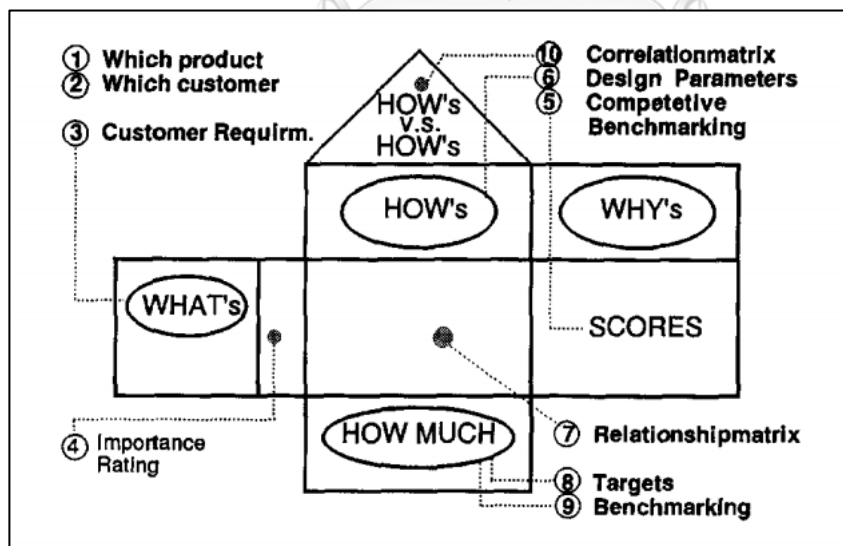 ① Which product
② Which customer
③ Customer Requirm.
HOW's
v.s.
HOW's
⑩ Correlationmatrix
⑥ Design Parameters
⑤ Competetive
Benchmarking
HOW's
WHY's
WHAT's
SCORES
④ Importance
Rating
HOW MUCH
⑦ Relationshipmatrix
⑧ Targets
⑨ Benchmarking